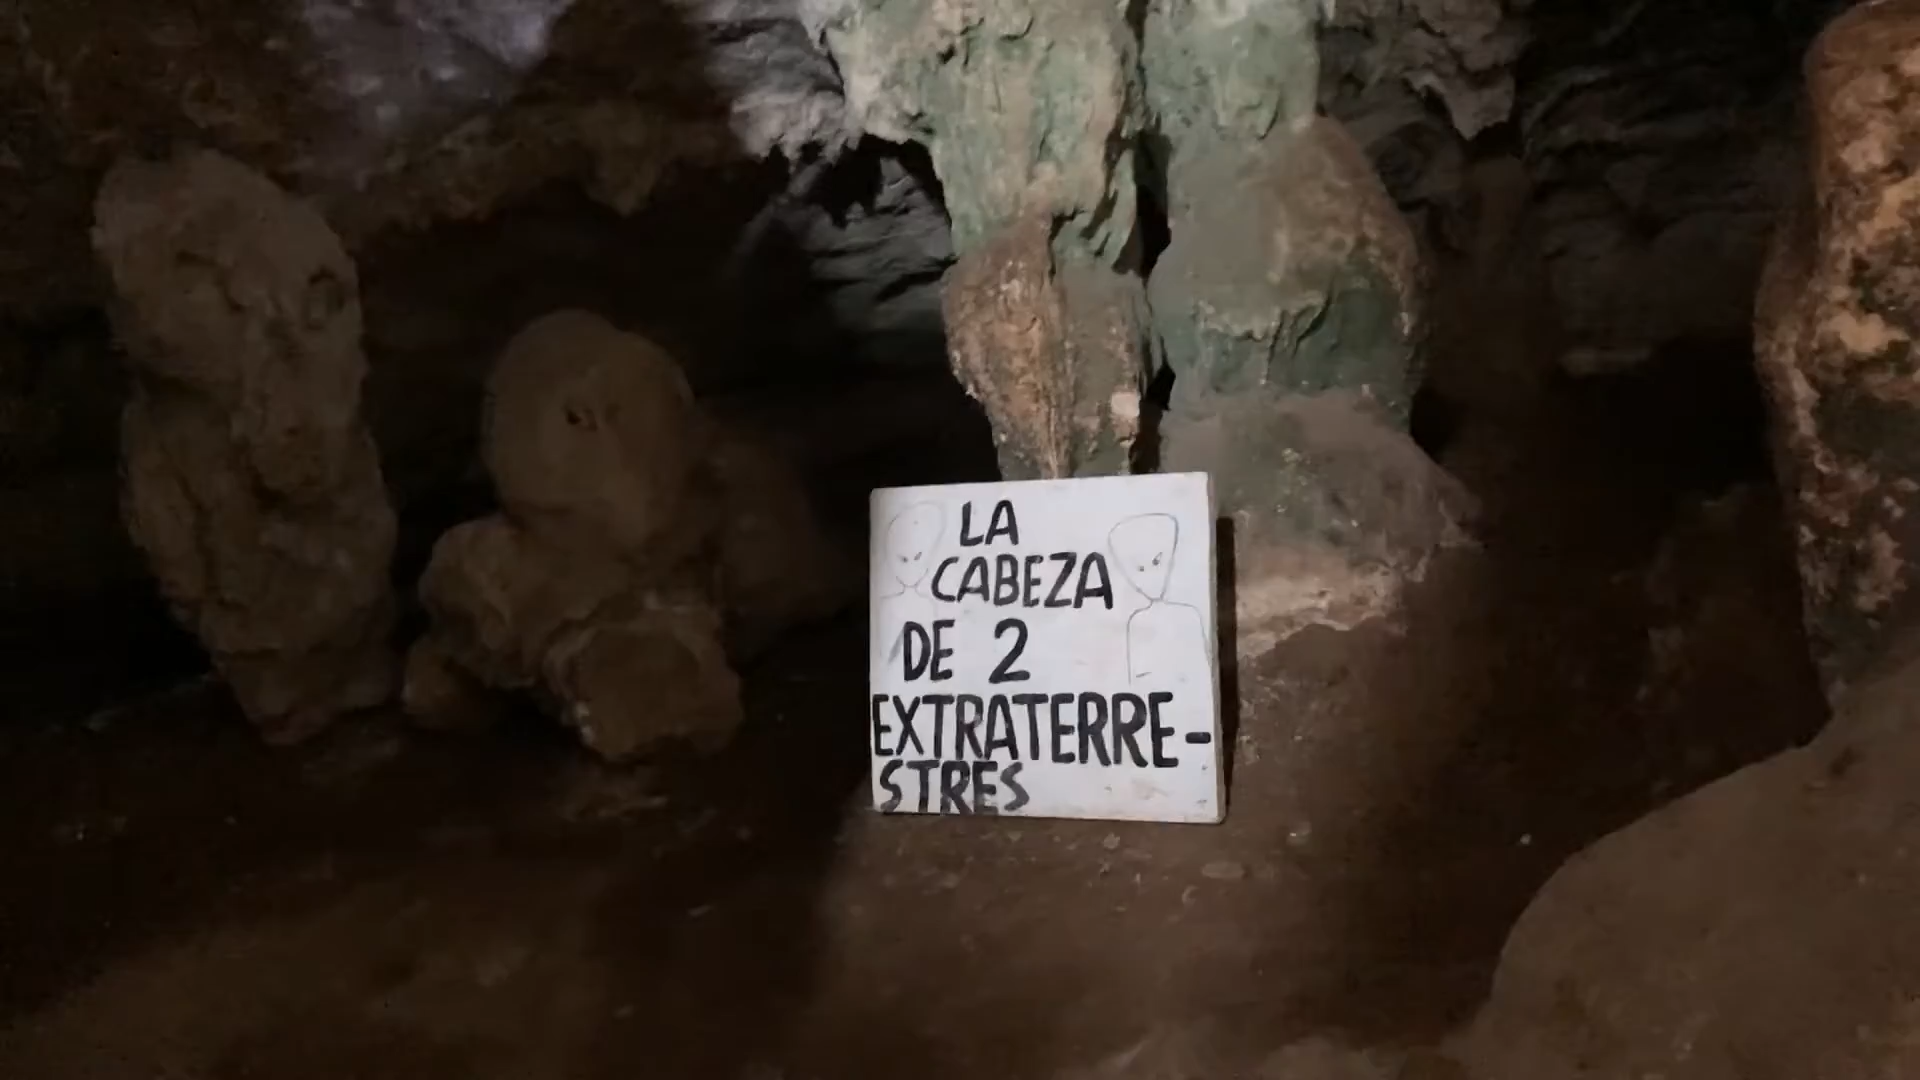 LA
CABEZA
DE 2
EXTRATERRE-
STRES